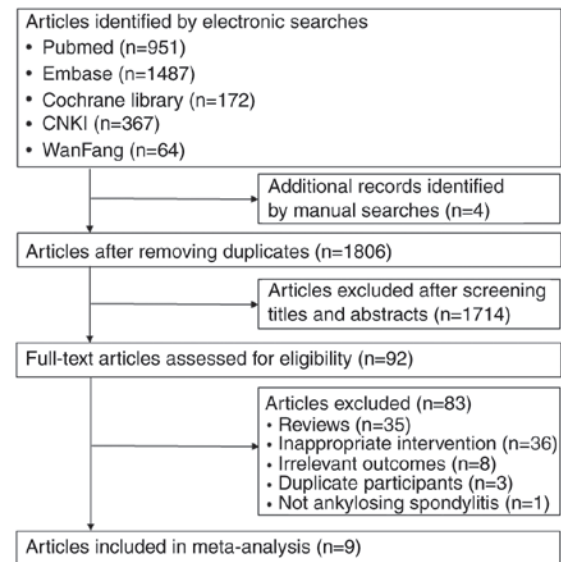 Articles identified by electronic searches
• Pubmed (n=951)
• Embase (n=1487)
• Cochrane library (n=172)
• CNKI (n=367)
• WanFang (n=64)
Additional records identified
by manual searches (n=4)
Articles after removing duplicates (n=1806)
Articles excluded after screening
titles and abstracts (n=1714)
Full-text articles assessed for eligibility (n=92)
Articles excluded (n=83)
• Reviews (n=35)
• Inappropriate intervention (n=36)
• Irrelevant outcomes (n=8)
• Duplicate participants (n=3)
• Not ankylosing spondylitis (n=1)
Articles included in meta-analysis (n=9)